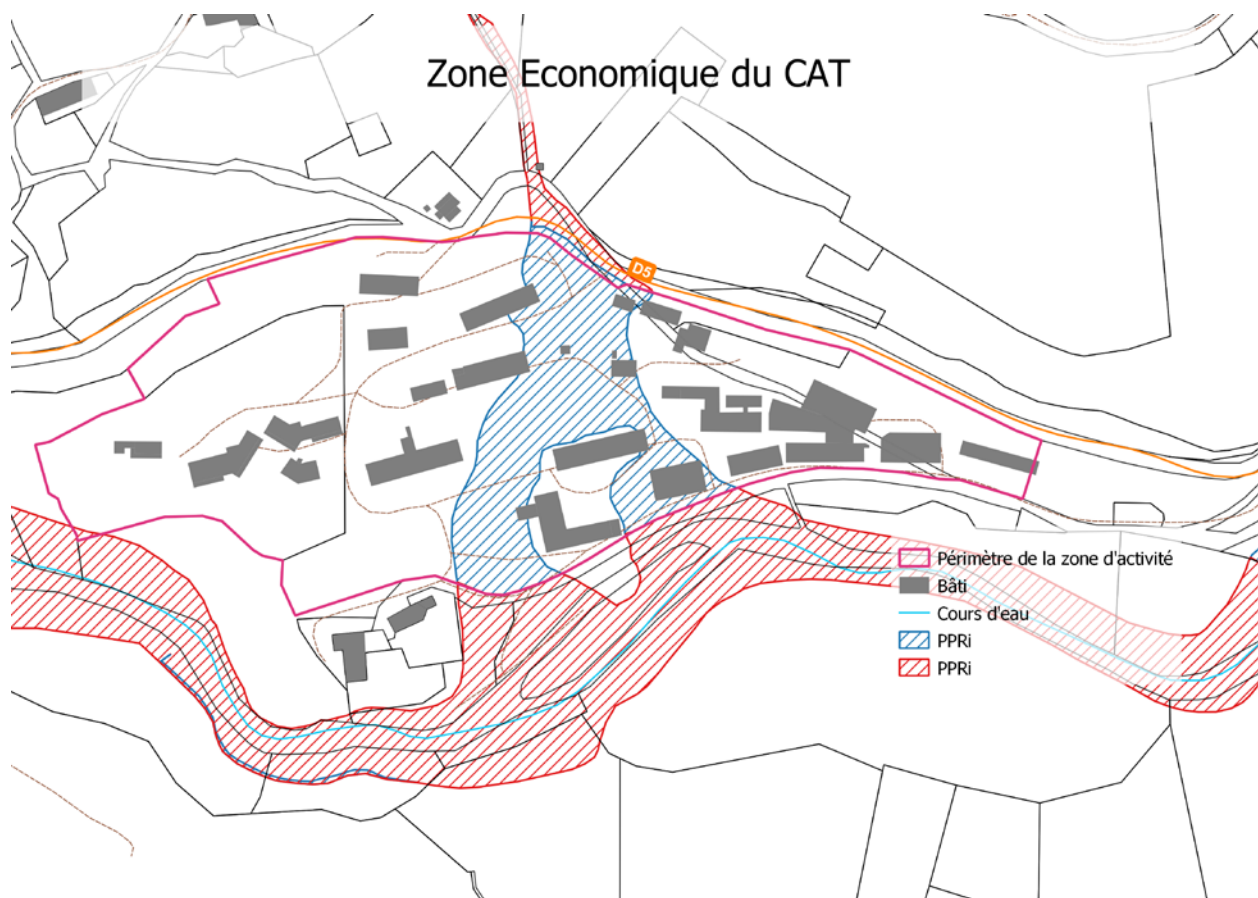 Zone Economique du CAT
D5
Périmètre de la zone d'activité
Bâti
Cours d'eau
PPRi
PPRi